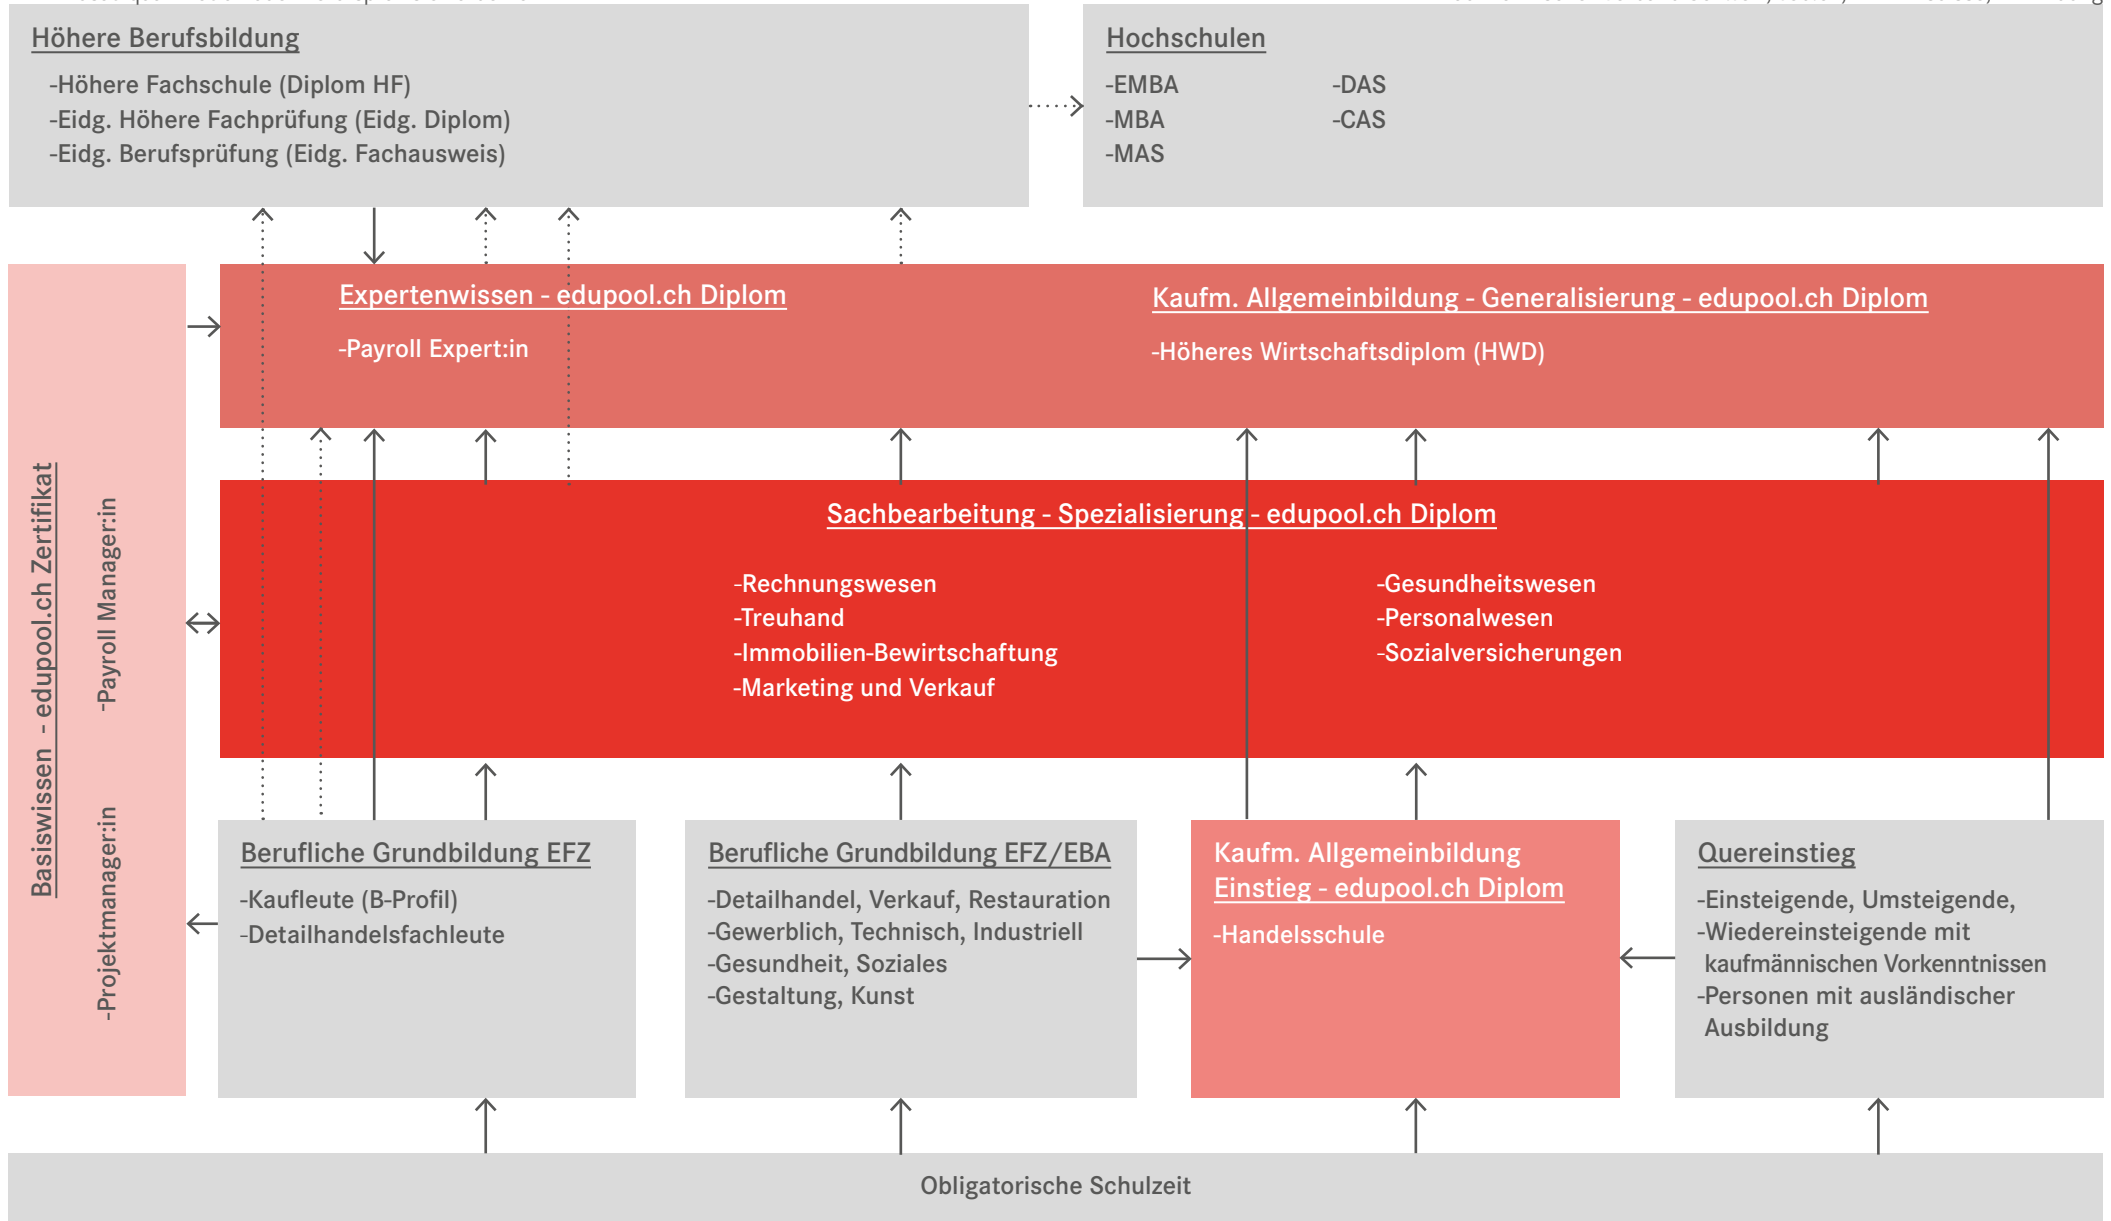 Höhere Berufsbildung
-Höhere Fachschule (Diplom HF)
-Eidg. Höhere Fachprüfung (Eidg. Diplom)
-Eidg. Berufsprüfung (Eidg. Fachausweis)
Hochschulen
-EMBA
-MBA
-MAS
-DAS
-CAS
Basiswissen - edupool.ch Zertifikat
-Projektmanager:in
-Payroll Manager:in
Expertenwissen - edupool.ch Diplom
-Payroll Expert:in
Kaufm. Allgemeinbildung - Generalisierung - edupool.ch Diplom
-Höheres Wirtschaftsdiplom (HWD)
Sachbearbeitung - Spezialisierung - edupool.ch Diplom
-Rechnungswesen
-Treuhand
-Immobilien-Bewirtschaftung
-Marketing und Verkauf
-Gesundheitswesen
-Personalwesen
-Sozialversicherungen
Berufliche Grundbildung EFZ
-Kaufleute (B-Profil)
-Detailhandelsfachleute
Berufliche Grundbildung EFZ/EBA
-Detailhandel, Verkauf, Restauration
-Gewerblich, Technisch, Industriell
-Gesundheit, Soziales
-Gestaltung, Kunst
Kaufm. Allgemeinbildung
Einstieg - edupool.ch Diplom
-Handelsschule
Quereinstieg
-Einsteigende, Umsteigende,
-Wiedereinsteigende mit
kaufmännischen Vorkenntnissen
-Personen mit ausländischer
Ausbildung
Obligatorische Schulzeit